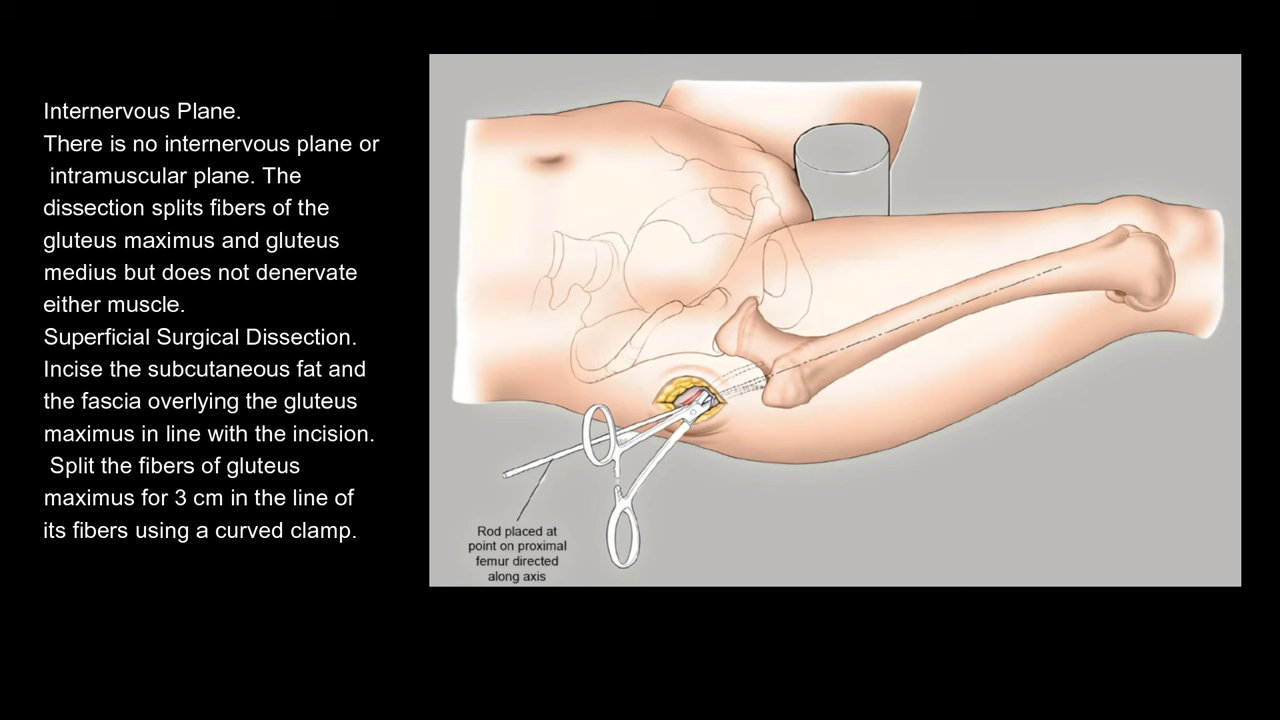 Internervous Plane.
There is no internervous plane or
intramuscular plane. The
dissection splits fibers of the
gluteus maximus and gluteus
medius but does not denervate
either muscle.
Superficial Surgical Dissection.
Incise the subcutaneous fat and
the fascia overlying the gluteus
maximus in line with the incision.
Split the fibers of gluteus
maximus for 3 cm in the line of
its fibers using a curved clamp.
Rod placed at
point on proximal
femur directed
along axis